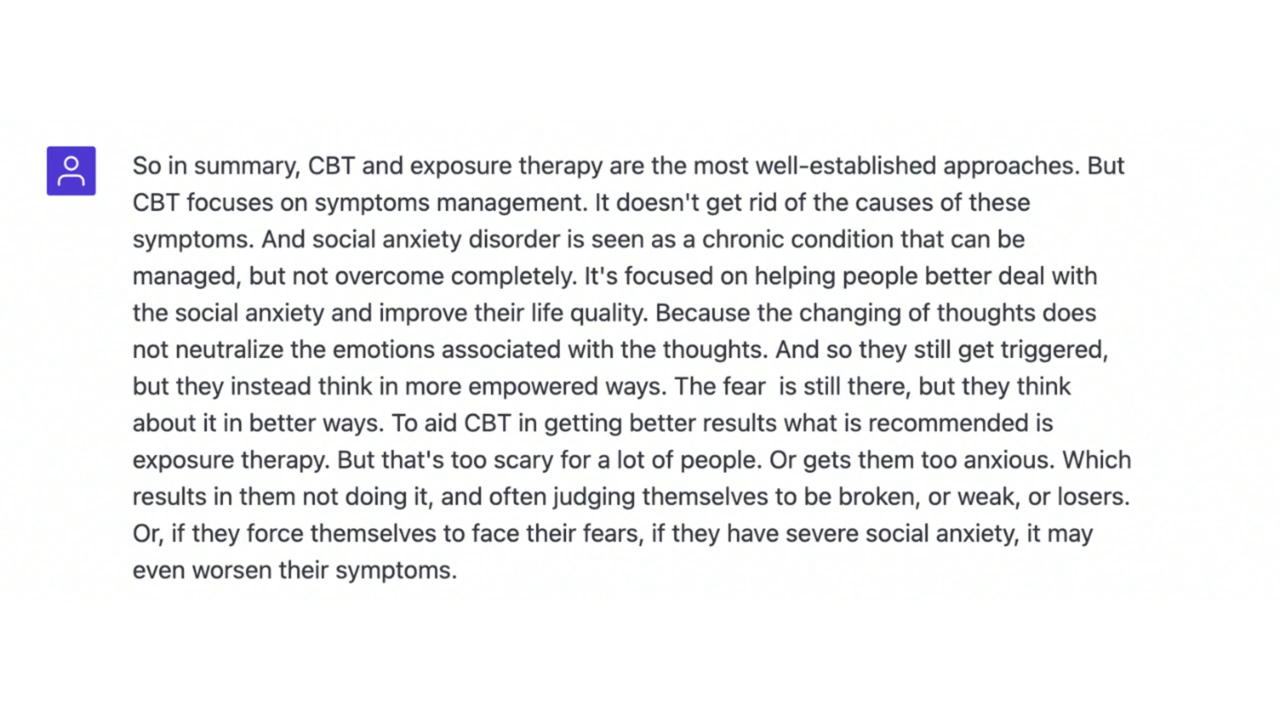 So in summary, CBT and exposure therapy are the most well-established approaches. But
CBT focuses on symptoms management. It doesn't get rid of the causes of these
symptoms. And social anxiety disorder is seen as a chronic condition that can be
managed, but not overcome completely. It's focused on helping people better deal with
the social anxiety and improve their life quality. Because the changing of thoughts does
not neutralize the emotions associated with the thoughts. And so they still get triggered,
but they instead think in more empowered ways. The fear  is still there, but they think
about it in better ways. To aid CBT in getting better results what is recommended is
exposure therapy. But that's too scary for a lot of people. Or gets them too anxious. Which
results in them not doing it, and often judging themselves to be broken, or weak, or losers.
Or, if they force themselves to face their fears, if they have severe social anxiety, it may
even worsen their symptoms.